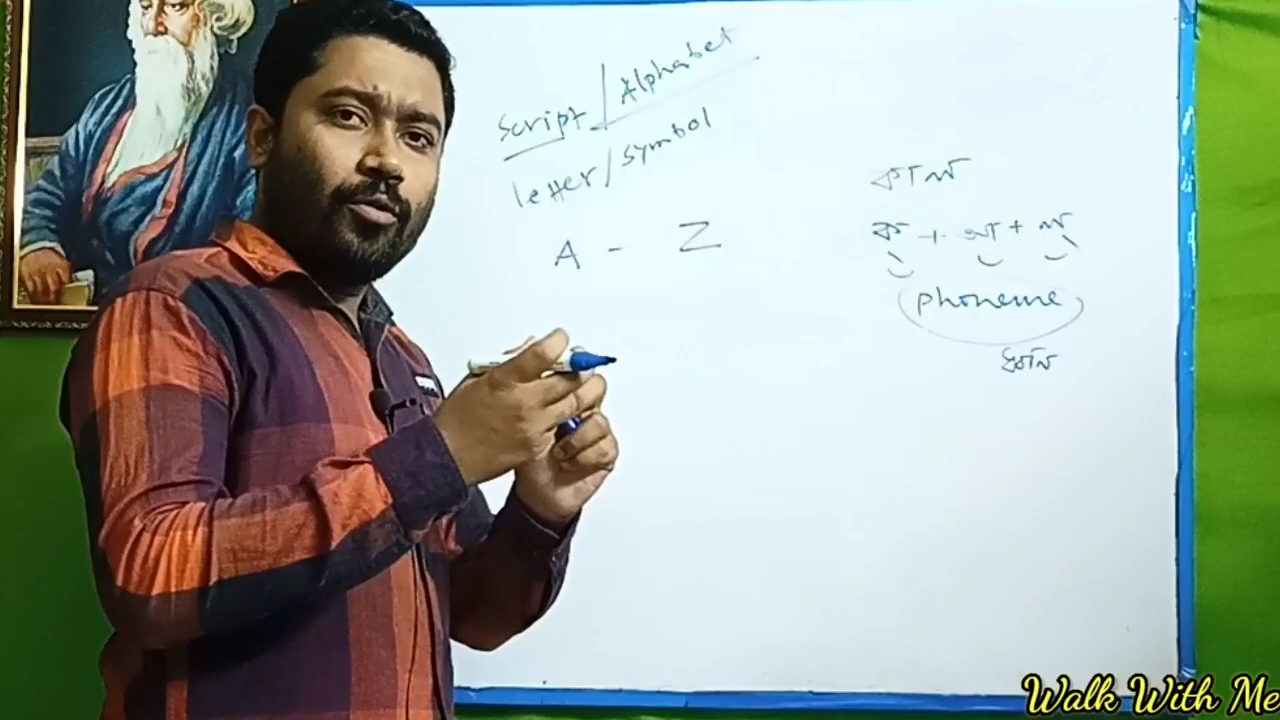 Script / Alphabet
letter / symbol
A - Z
কাল
ক + আ + ল
phoneme
ধ্বনি
Walk With Me